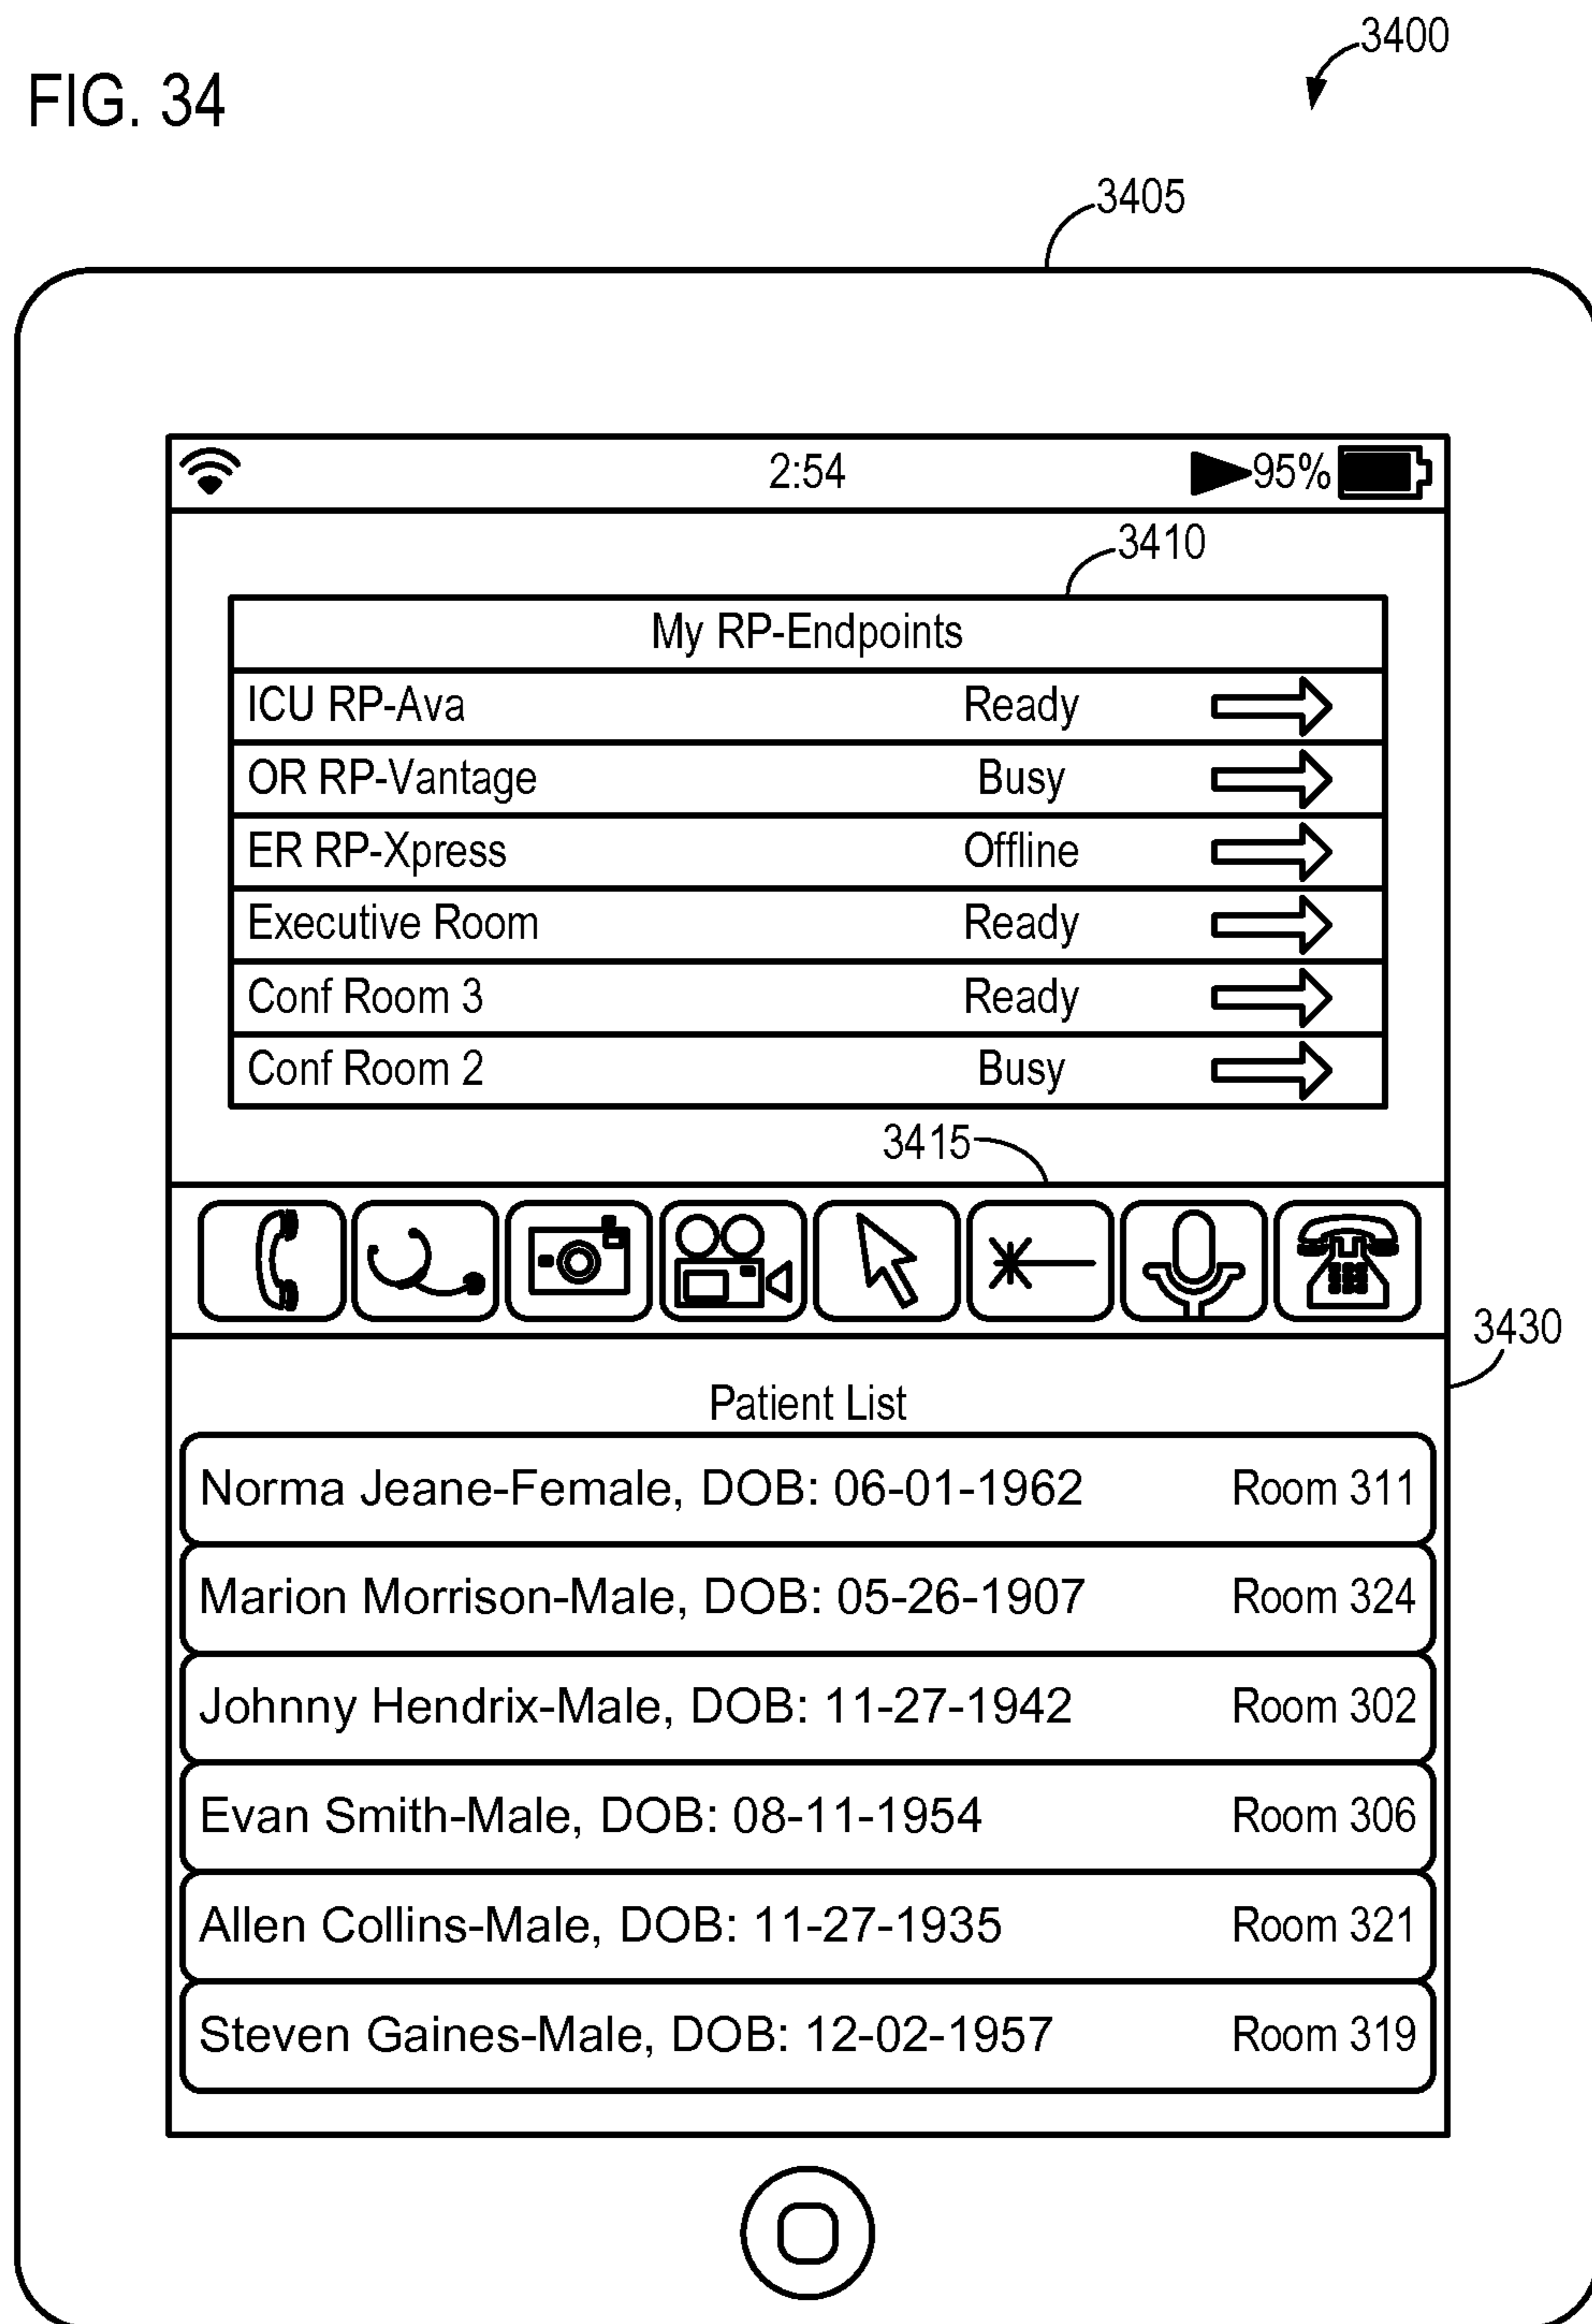 3400
FIG. 34
3405
2:54 95%
3410
My RP-Endpoints
ICU RP-Ava Ready
OR RP-Vantage Busy
ER RP-Xpress Offline
Executive Room Ready
Conf Room 3 Ready
Conf Room 2 Busy
3415
3430
Patient List
Norma Jeane-Female, DOB: 06-01-1962 Room 311
Marion Morrison-Male, DOB: 05-26-1907 Room 324
Johnny Hendrix-Male, DOB: 11-27-1942 Room 302
Evan Smith-Male, DOB: 08-11-1954 Room 306
Allen Collins-Male, DOB: 11-27-1935 Room 321
Steven Gaines-Male, DOB: 12-02-1957 Room 319